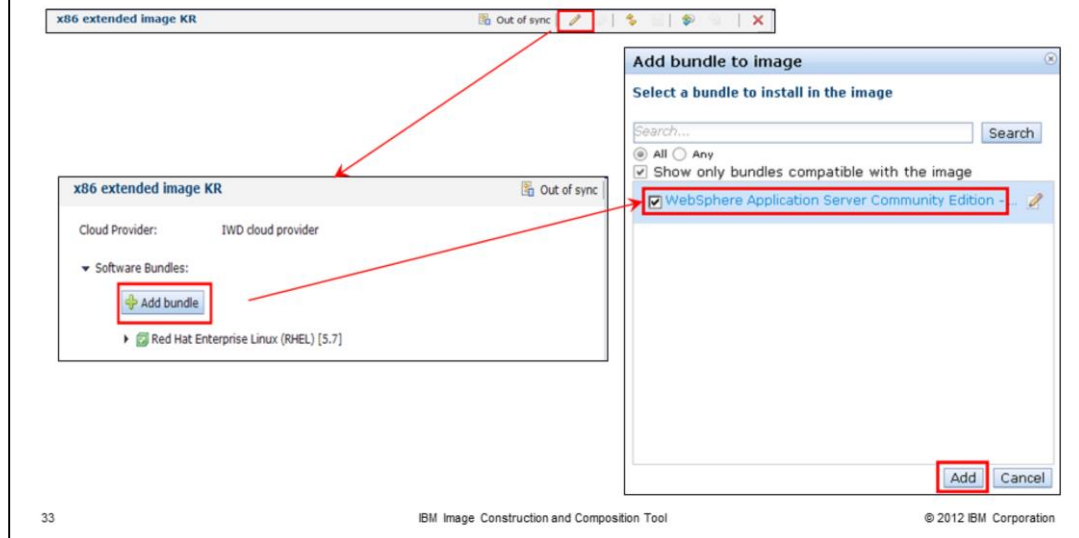 x86 extended image KR Out of sync
Add bundle to image
Select a bundle to install in the image
Search... Search
All Any
Show only bundles compatible with the image
WebSphere Application Server Community Edition - ...
x86 extended image KR Out of sync
Cloud Provider: IWD cloud provider
Software Bundles:
Add bundle
Red Hat Enterprise Linux (RHEL) [5.7]
Add Cancel
33 IBM Image Construction and Composition Tool © 2012 IBM Corporation